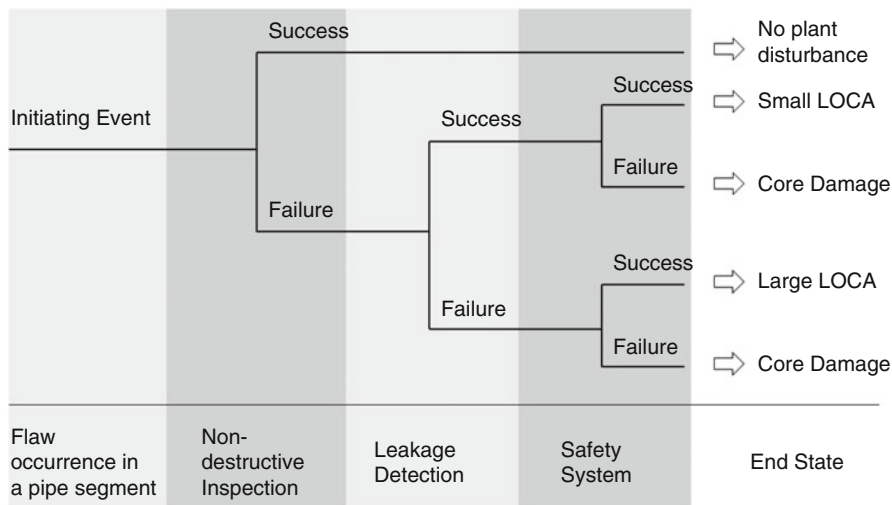 Success
No plant
disturbance
Initiating Event
Success
Success
Small LOCA
Failure
Core Damage
Failure
Success
Large LOCA
Failure
Failure
Core Damage
Flaw
occurrence in
a pipe segment
Non-
destructive
Inspection
Leakage
Detection
Safety
System
End State